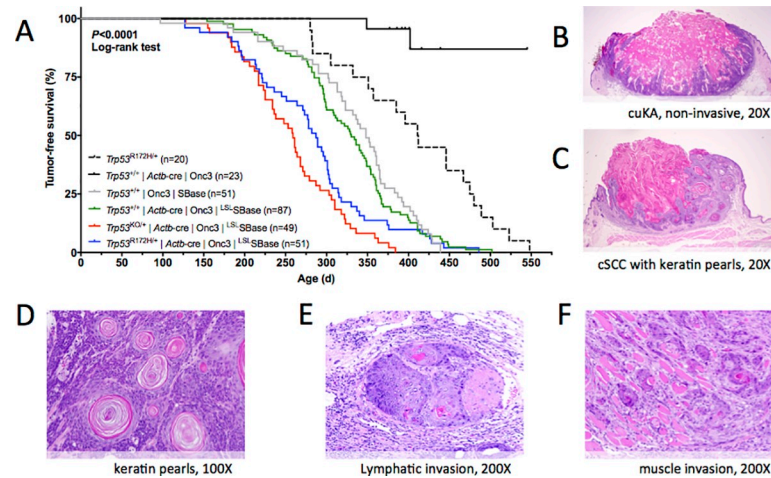 A
P<0.0001
Log-rank test
Tumor-free survival (%)
100
75
50
25
0
Trp53R172H/+ (n=20)
Trp53+/+ | Actb-cre | Onc3 (n=23)
Trp53+/+ | Onc3 | SBase (n=51)
Trp53+/+ | Actb-cre | Onc3 | LSL-SBase (n=87)
Trp53KO/+ | Actb-cre | Onc3 | LSLSBase (n=49)
Trp53R172H/+ | Actb-cre | Onc3 | LSLSBase (n=51)
0 50 100 150 200 250 300 350 400 450 500 550
Age (d)
B
cuKA, non-invasive, 20X
C
cSCC with keratin pearls, 20X
D
keratin pearls, 100X
E
Lymphatic invasion, 200X
F
muscle invasion, 200X